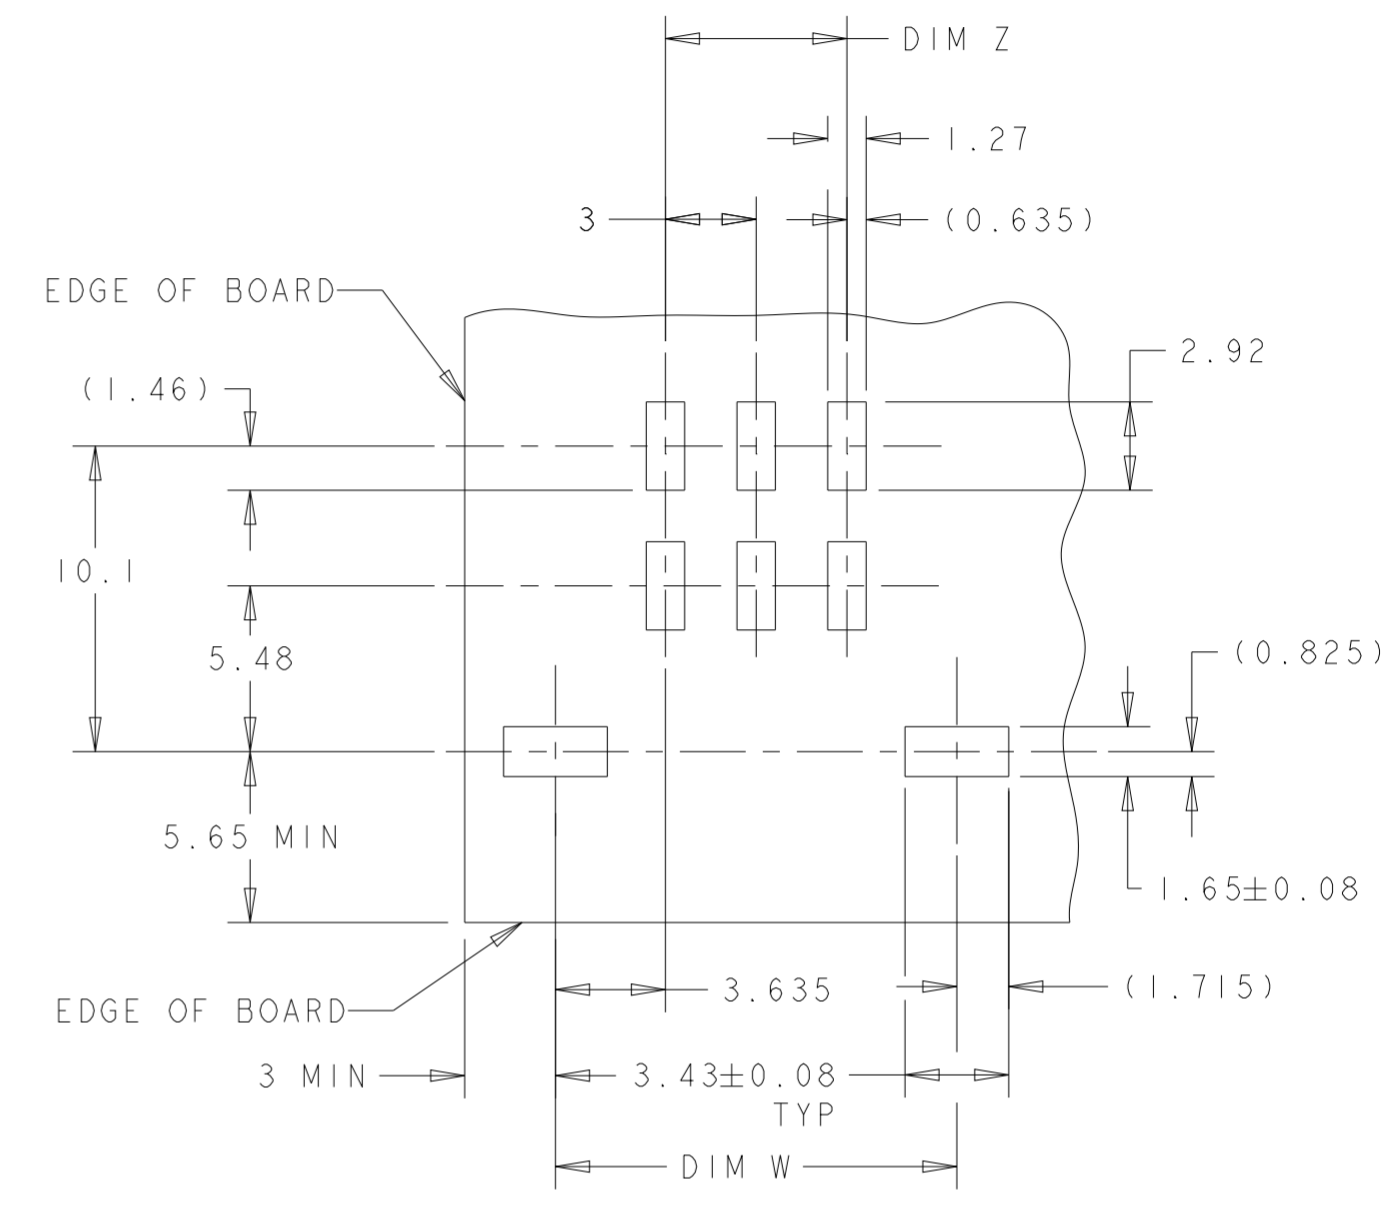 DIM Z
1.27
3
(0.635)
EDGE OF BOARD
2.92
(1.46)
10.1
5.48
(0.825)
5.65 MIN
1.65±0.08
3.635
(1.715)
EDGE OF BOARD
3 MIN
3.43±0.08
TYP
DIM W